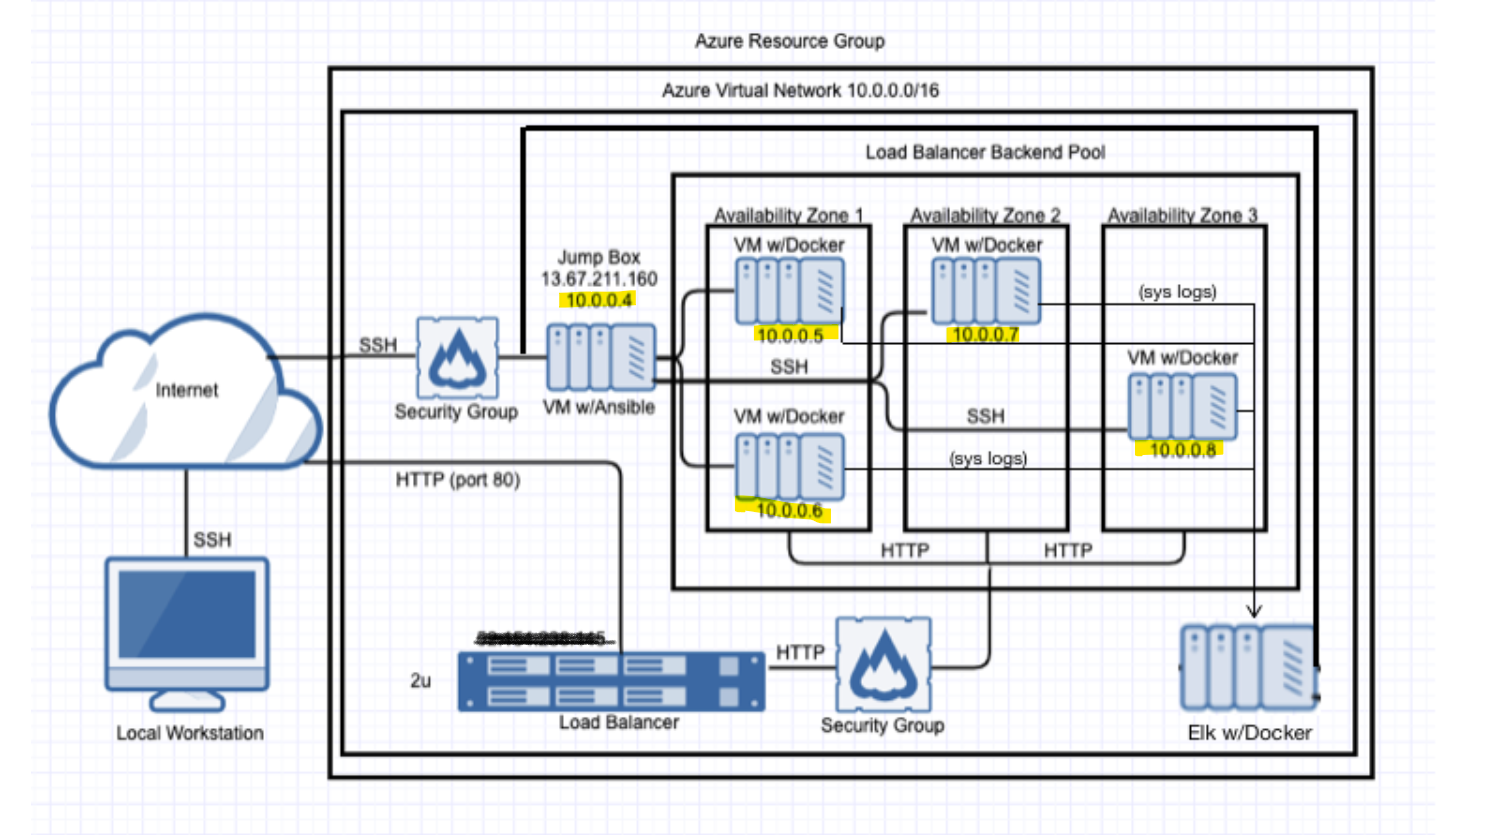 Azure Resource Group
Azure Virtual Network 10.0.0.0/16
Load Balancer Backend Pool
Availability Zone 1
Availability Zone 2
Availability Zone 3
VM w/Docker
VM w/Docker
Jump Box
13.67.211.160
10.0.0.4
(sys logs)
10.0.0.5
10.0.0.7
SSH
VM w/Docker
SSH
Internet
VM w/Ansible
Security Group
VM w/Docker
SSH
10.0.0.8
(sys logs)
HTTP (port 80)
10.0.0.6
SSH
HTTP
HTTP
HTTP
2u
Load Balancer
Security Group
Local Workstation
Elk w/Docker